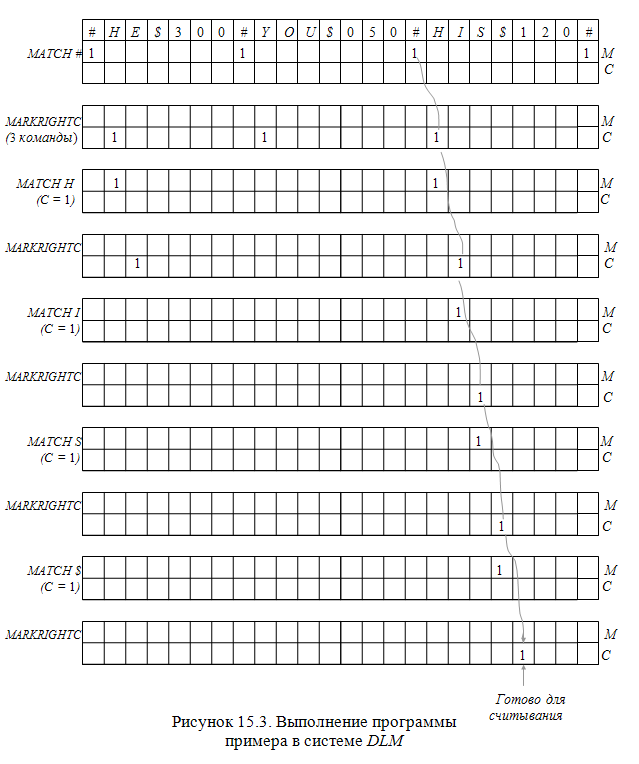 # H E $ 3 0 0 # Y O U $ 0 5 0 # H I S $ 1 2 0 #
MATCH # 1 1 1 1 M
C
MARKRIGHTC M
(3 команды) 1 1 1 C
MATCH H 1 1 M
(C = 1) C
MARKRIGHTC M
1 1 C
MATCH I 1 M
(C = 1) C
MARKRIGHTC M
1 C
MATCH S 1 M
(C = 1) C
MARKRIGHTC M
1 C
MATCH $ 1 M
(C = 1) C
MARKRIGHTC M
1 C
Готово для
считывания
Рисунок 15.3. Выполнение программы
примера в системе DLM